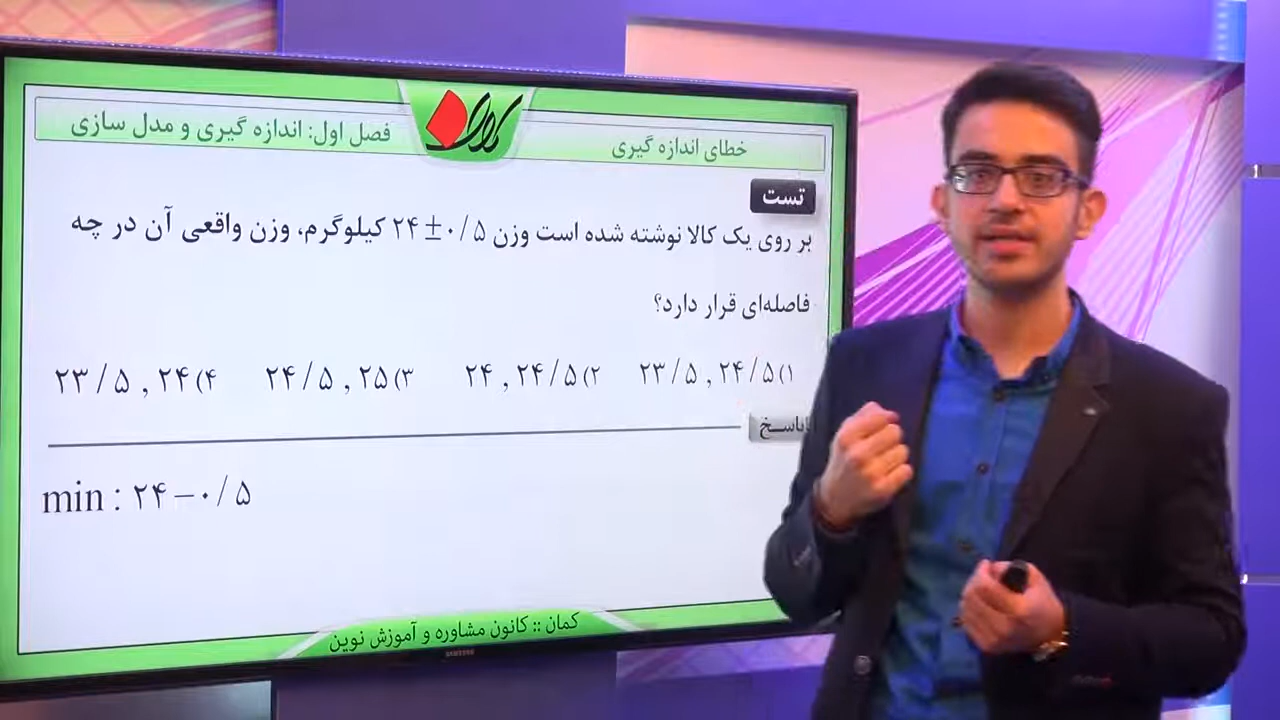 خطای اندازه گیری
فصل اول: اندازه گیری و مدل سازی
تست
بر روی یک کالا نوشته شده است وزن ۲۴±۰/۵ کیلوگرم، وزن واقعی آن در چه
فاصله‌ای قرار دارد؟
۱) ۲۳/۵ , ۲۴/۵ ۲) ۲۴ , ۲۴/۵ ۳) ۲۴/۵ , ۲۵ ۴) ۲۳/۵ , ۲۴
پاسخ
min : ۲۴−۰/۵
کمان :: کانون مشاوره و آموزش نوین
SAMSUNG